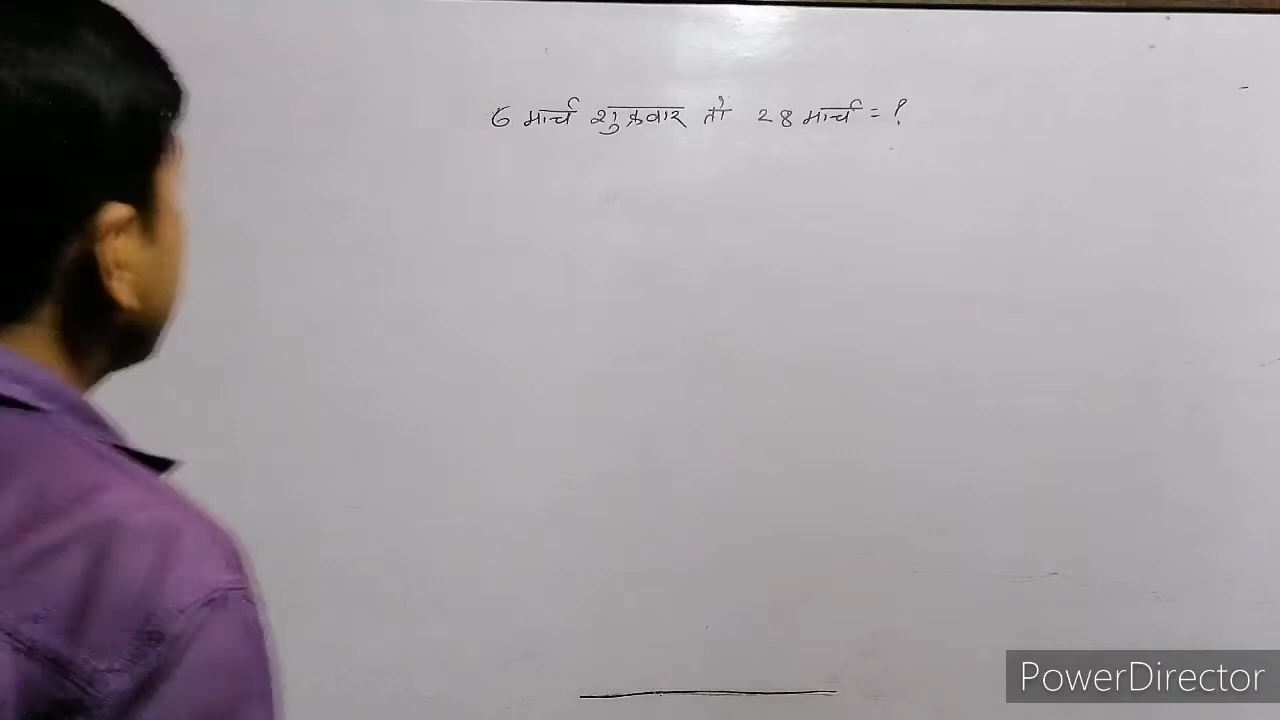 6 मार्च शुक्रवार तो 28 मार्च = ?
PowerDirector